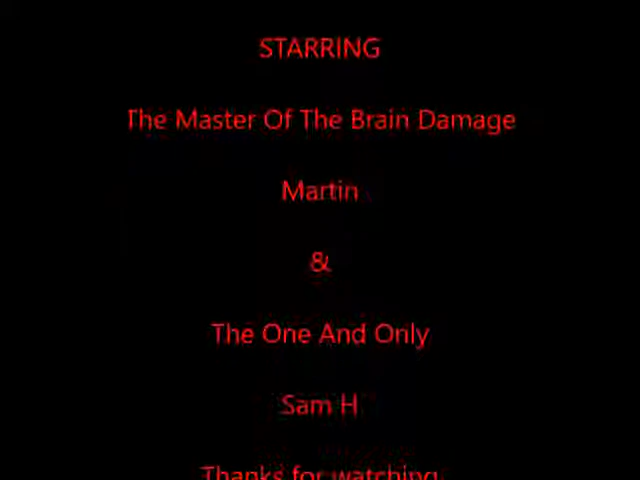 STARRING
The Master Of The Brain Damage
Martin
&
The One And Only
Sam H
Thanks for watching